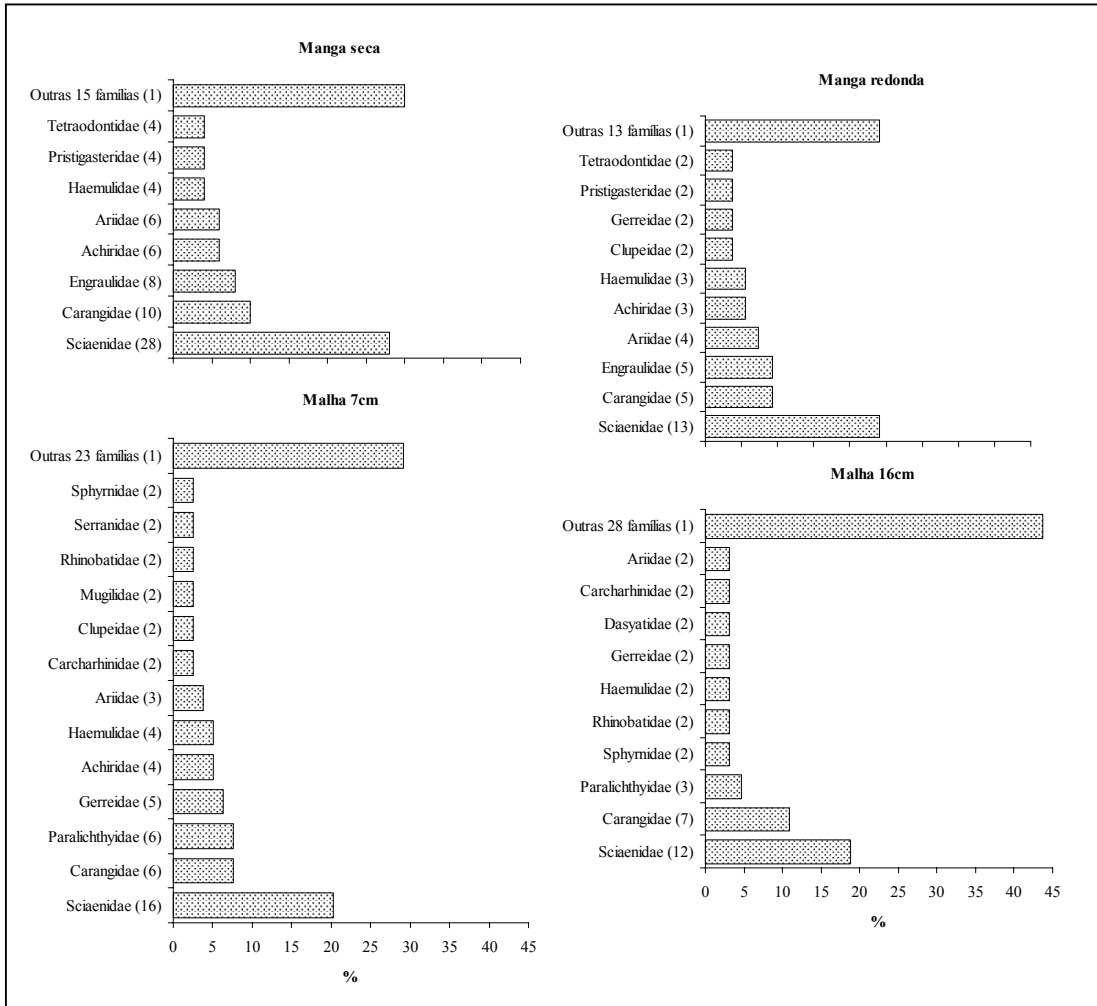 Manga seca
Outras 15 famílias (1)
Tetraodontidae (4)
Pristigasteridae (4)
Haemulidae (4)
Ariidae (6)
Achiridae (6)
Engraulidae (8)
Carangidae (10)
Sciaenidae (28)
Manga redonda
Outras 13 famílias (1)
Tetraodontidae (2)
Pristigasteridae (2)
Gerreidae (2)
Clupeidae (2)
Haemulidae (3)
Achiridae (3)
Ariidae (4)
Engraulidae (5)
Carangidae (5)
Sciaenidae (13)
Malha 7cm
Outras 23 famílias (1)
Sphyrnidae (2)
Serranidae (2)
Rhinobatidae (2)
Mugilidae (2)
Clupeidae (2)
Carcharhinidae (2)
Ariidae (3)
Haemulidae (4)
Achiridae (4)
Gerreidae (5)
Paralichthyidae (6)
Carangidae (6)
Sciaenidae (16)
0 5 10 15 20 25 30 35 40 45
%
Malha 16cm
Outras 28 famílias (1)
Ariidae (2)
Carcharhinidae (2)
Dasyatidae (2)
Gerreidae (2)
Haemulidae (2)
Rhinobatidae (2)
Sphyrnidae (2)
Paralichthyidae (3)
Carangidae (7)
Sciaenidae (12)
0 5 10 15 20 25 30 35 40 45
%